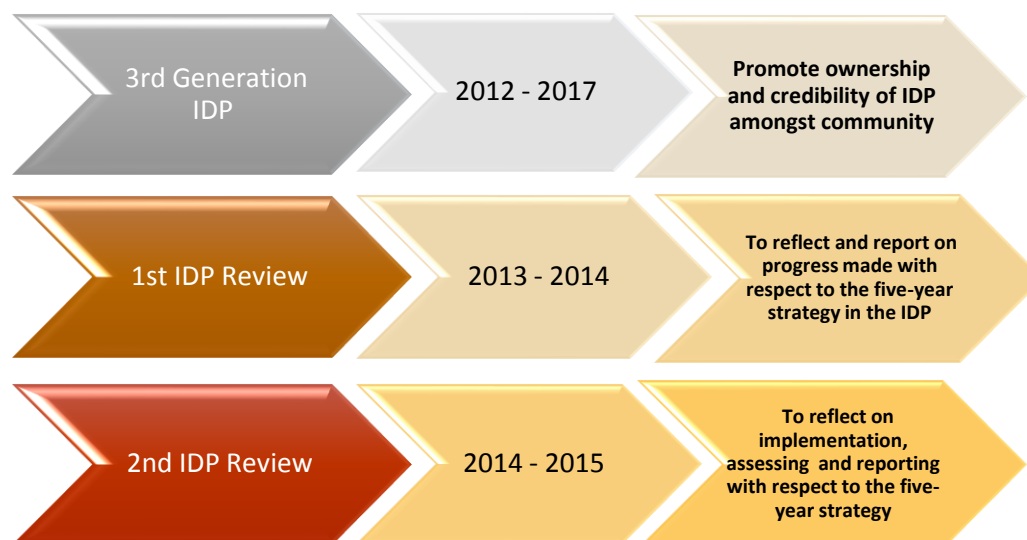 3rd Generation
IDP
2012 - 2017
Promote ownership
and credibility of IDP
amongst community
1st IDP Review
2013 - 2014
To reflect and report on
progress made with
respect to the five-year
strategy in the IDP
2nd IDP Review
2014 - 2015
To reflect on
implementation,
assessing  and reporting
with respect to the five-
year strategy